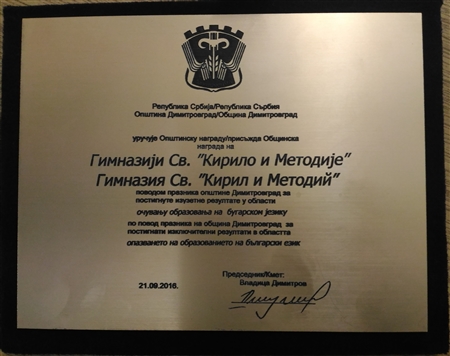 Република Србија/Република Сърбия
Општина Димитровград/Община Димитровград
уручује Општинску награду/присъжда Общинска
награда на
Гимназији Св. "Кирило и Методије"
Гимназия Св. "Кирил и Методий"
поводом празника општине Димитровград за
постигнуте изузетне резултате у области
очувању образовања на бугарском језику
по повод празника на община Димитровград за
постигнати изключителни резултати в областта
опазването на образованието на български език
Председник/Кмет:
Владица Димитров
21.09.2016.